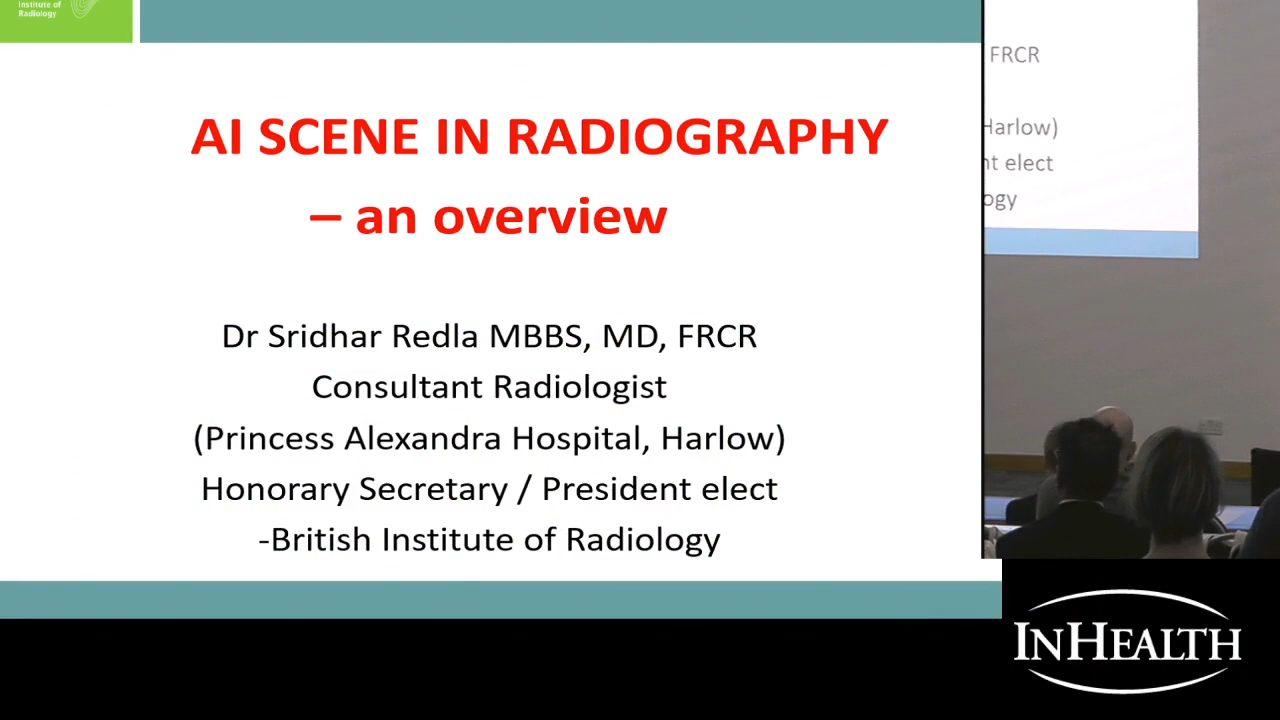 Institute of
Radiology
AI SCENE IN RADIOGRAPHY
– an overview
Dr Sridhar Redla MBBS, MD, FRCR
Consultant Radiologist
(Princess Alexandra Hospital, Harlow)
Honorary Secretary / President elect
-British Institute of Radiology
FRCR
Harlow)
nt elect
ogy
INHEALTH